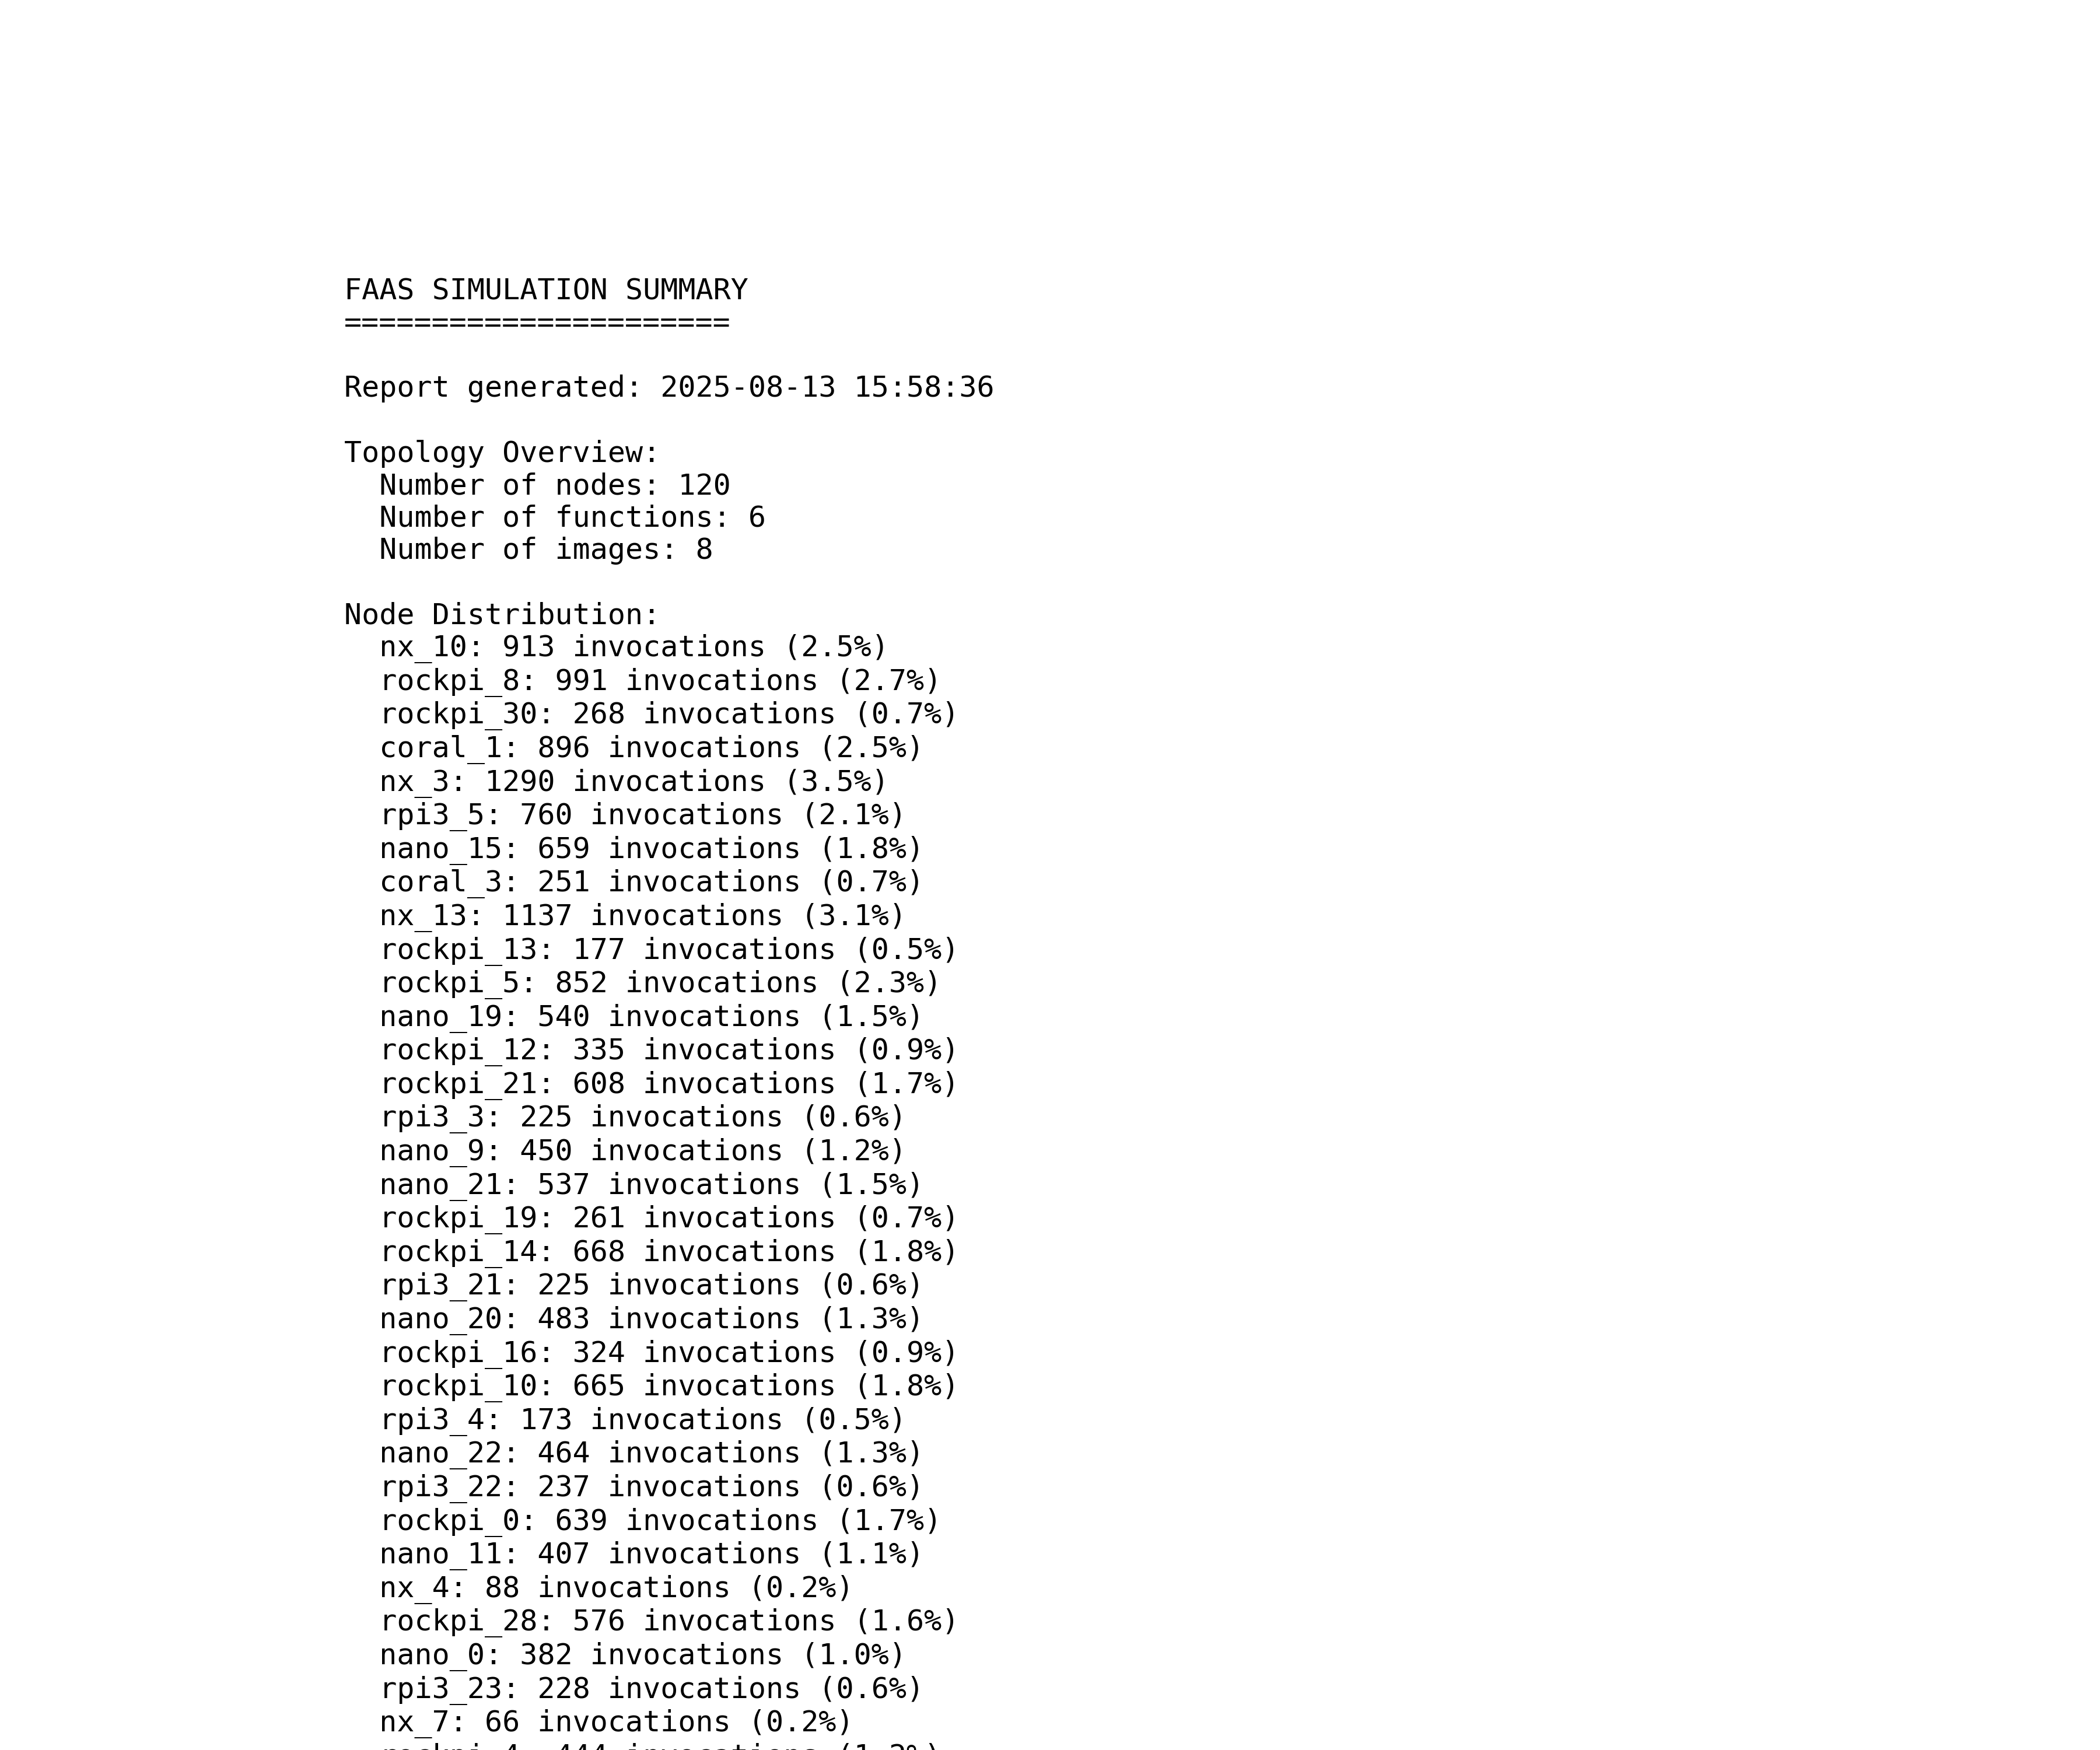 FAAS SIMULATION SUMMARY
======================
Report generated: 2025-08-13 15:58:36
Topology Overview:
Number of nodes: 120
Number of functions: 6
Number of images: 8
Node Distribution:
nx_10: 913 invocations (2.5%)
rockpi_8: 991 invocations (2.7%)
rockpi_30: 268 invocations (0.7%)
coral_1: 896 invocations (2.5%)
nx_3: 1290 invocations (3.5%)
rpi3_5: 760 invocations (2.1%)
nano_15: 659 invocations (1.8%)
coral_3: 251 invocations (0.7%)
nx_13: 1137 invocations (3.1%)
rockpi_13: 177 invocations (0.5%)
rockpi_5: 852 invocations (2.3%)
nano_19: 540 invocations (1.5%)
rockpi_12: 335 invocations (0.9%)
rockpi_21: 608 invocations (1.7%)
rpi3_3: 225 invocations (0.6%)
nano_9: 450 invocations (1.2%)
nano_21: 537 invocations (1.5%)
rockpi_19: 261 invocations (0.7%)
rockpi_14: 668 invocations (1.8%)
rpi3_21: 225 invocations (0.6%)
nano_20: 483 invocations (1.3%)
rockpi_16: 324 invocations (0.9%)
rockpi_10: 665 invocations (1.8%)
rpi3_4: 173 invocations (0.5%)
nano_22: 464 invocations (1.3%)
rpi3_22: 237 invocations (0.6%)
rockpi_0: 639 invocations (1.7%)
nano_11: 407 invocations (1.1%)
nx_4: 88 invocations (0.2%)
rockpi_28: 576 invocations (1.6%)
nano_0: 382 invocations (1.0%)
rpi3_23: 228 invocations (0.6%)
nx_7: 66 invocations (0.2%)